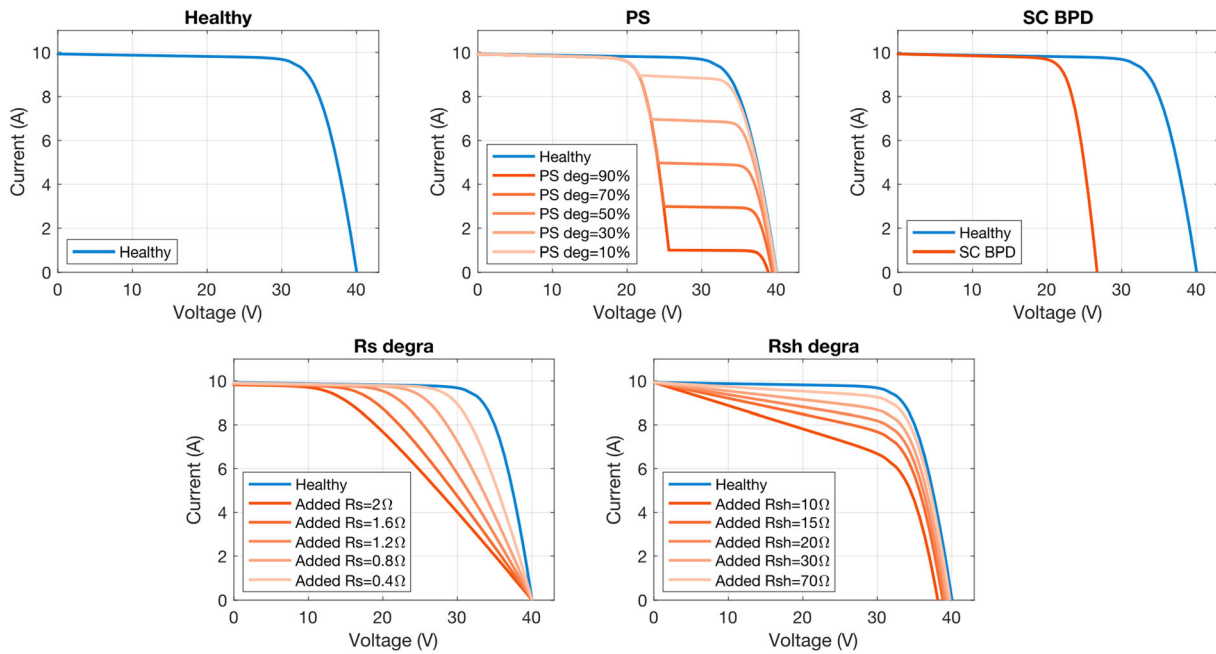 Healthy
10
8
6
4
2
0
Current (A)
Healthy
0 10 20 30 40
Voltage (V)
PS
10
8
6
4
2
0
Current (A)
Healthy
PS deg=90%
PS deg=70%
PS deg=50%
PS deg=30%
PS deg=10%
0 10 20 30 40
Voltage (V)
SC BPD
10
8
6
4
2
0
Current (A)
Healthy
SC BPD
0 10 20 30 40
Voltage (V)
Rs degra
10
8
6
4
2
0
Current (A)
Healthy
Added Rs=2Ω
Added Rs=1.6Ω
Added Rs=1.2Ω
Added Rs=0.8Ω
Added Rs=0.4Ω
0 10 20 30 40
Voltage (V)
Rsh degra
10
8
6
4
2
0
Current (A)
Healthy
Added Rsh=10Ω
Added Rsh=15Ω
Added Rsh=20Ω
Added Rsh=30Ω
Added Rsh=70Ω
0 10 20 30 40
Voltage (V)